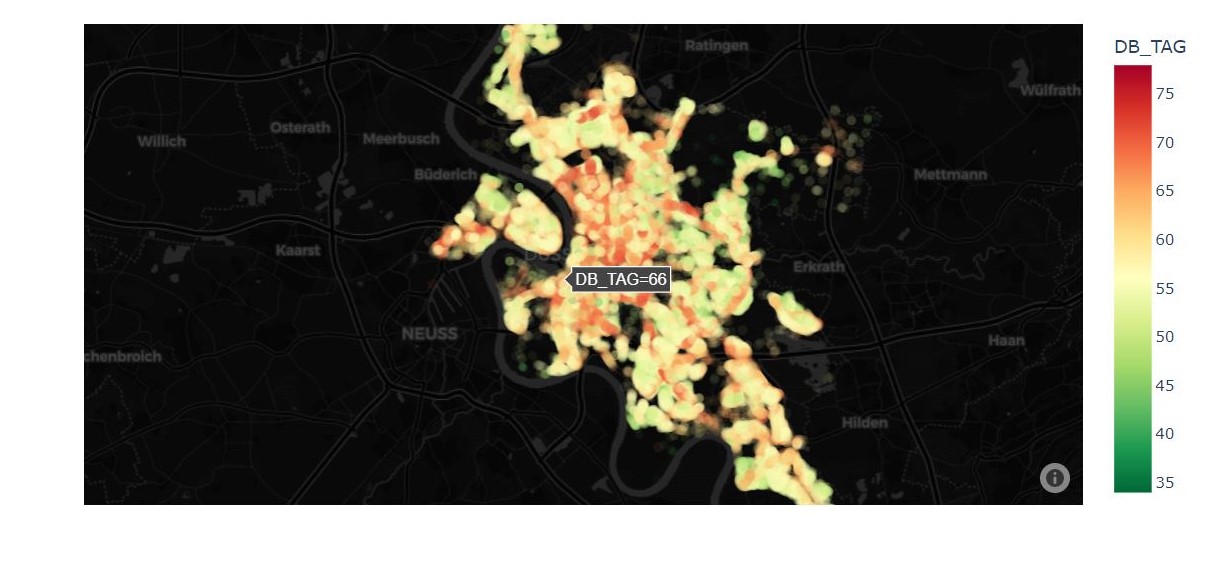 DB_TAG
Ratingen
75
Wülfrath
70
Osterath
Meerbusch
Willich
65
Büderich
Mettmann
60
Kaarst
Erkrath
DB_TAG=66
55
NEUSS
50
Haan
chenbroich
45
Hilden
40
35